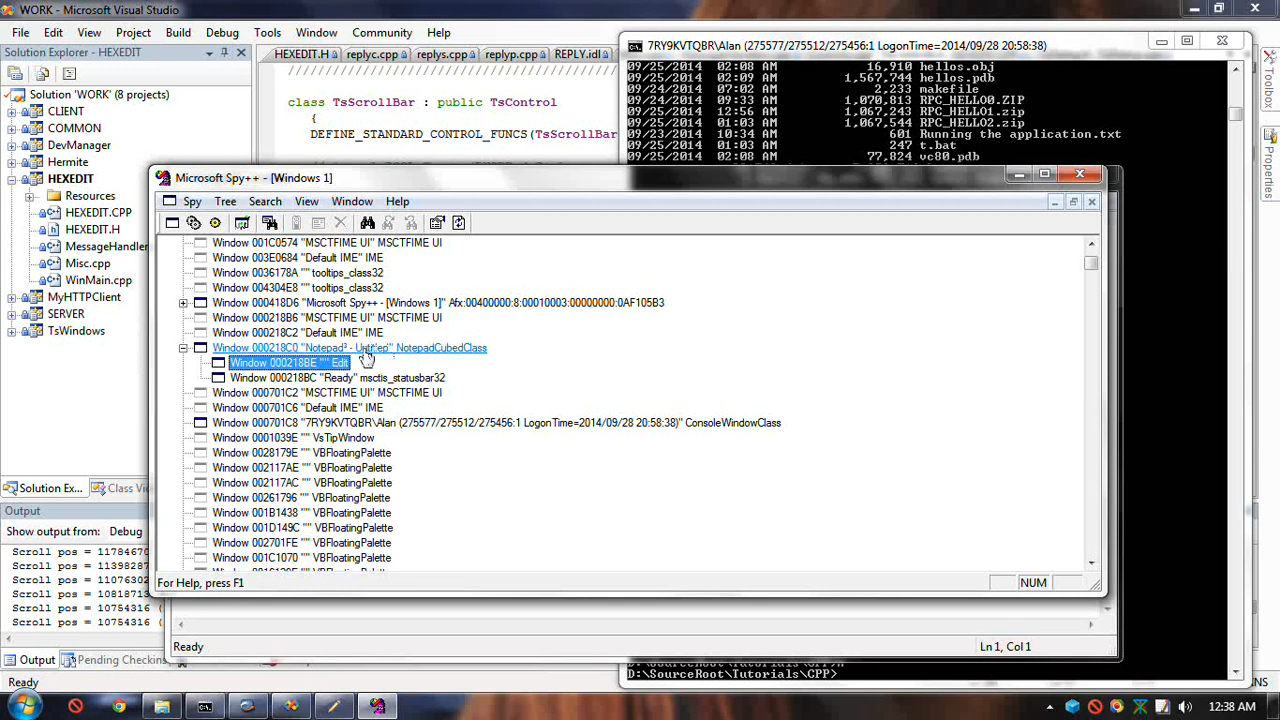 WORK - Microsoft Visual Studio
File Edit View Project Build Debug Tools Window Community Help
Solution Explorer - HEXEDIT
Solution 'WORK' (8 projects)
CLIENT
COMMON
DevManager
Hermite
HEXEDIT
Resources
HEXEDIT.CPP
HEXEDIT.H
MessageHandler
Misc.cpp
WinMain.cpp
MyHTTPClient
SERVER
TsWindows
Solution Ex... Class Vi
Output
Show output from: Debug
Scroll pos = 11784670
Scroll pos = 11398287
Scroll pos = 11076302
Scroll pos = 10818713
Scroll pos = 10754316 (
Scroll pos = 10754316 (
Output Pending Checkins
Ready
HEXEDIT.H replyc.cpp replys.cpp replyp.cpp REPLY.idl
class TsScrollBar : public TsControl
{
DEFINE_STANDARD_CONTROL_FUNCS(TsScrollBar
7RY9KVTQBR\Alan (275577/275512/275456:1 LogonTime=2014/09/28 20:58:38)
09/25/2014 02:08 AM 16,910 hellos.obj
09/25/2014 02:09 AM 1,567,744 hellos.pdb
09/24/2014 07:02 AM 2,233 makefile
09/24/2014 09:33 AM 1,070,813 RPC_HELLO0.ZIP
09/25/2014 12:56 AM 1,067,243 RPC_HELLO1.zip
09/25/2014 01:03 AM 1,067,544 RPC_HELLO2.zip
09/23/2014 10:34 AM 601 Running the application.txt
09/25/2014 01:03 AM 247 t.bat
09/25/2014 02:08 AM 77,824 vc80.pdb
Toolbox
Properties
Microsoft Spy++ - [Windows 1]
Spy Tree Search View Window Help
Window 001C0574 "MSCTFIME UI" MSCTFIME UI
Window 003E0684 "Default IME" IME
Window 0036178A "" tooltips_class32
Window 004304E8 "" tooltips_class32
Window 000418D6 "Microsoft Spy++ - [Windows 1]" Afx:00400000:8:00010003:00000000:0AF105B3
Window 000218B6 "MSCTFIME UI" MSCTFIME UI
Window 000218C2 "Default IME" IME
Window 000218C0 "Notepad³ - Untitlep" NotepadCubedClass
Window 000218BE "" Edit
Window 000218BC "Ready" msctls_statusbar32
Window 000701C2 "MSCTFIME UI" MSCTFIME UI
Window 000701C6 "Default IME" IME
Window 000701C8 "7RY9KVTQBR\Alan (275577/275512/275456:1 LogonTime=2014/09/28 20:58:38)" ConsoleWindowClass
Window 0001039E "" VsTipWindow
Window 0028179E "" VBFloatingPalette
Window 002117AE "" VBFloatingPalette
Window 002117AC "" VBFloatingPalette
Window 00261796 "" VBFloatingPalette
Window 001B1438 "" VBFloatingPalette
Window 001D149C "" VBFloatingPalette
Window 002701FE "" VBFloatingPalette
Window 001C1070 "" VBFloatingPalette
For Help, press F1
NUM
Ready
Ln 1, Col 1
D:\SourceRoot\Tutorials\CPP>
INS
12:38 AM